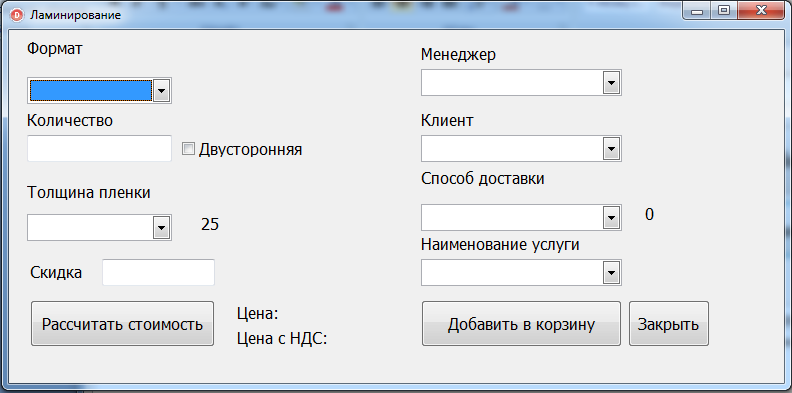 Ламинирование
Формат
Менеджер
Количество
Клиент
Двусторонняя
Способ доставки
Толщина пленки
25
0
Наименование услуги
Скидка
Рассчитать стоимость
Цена:
Цена с НДС:
Добавить в корзину
Закрыть